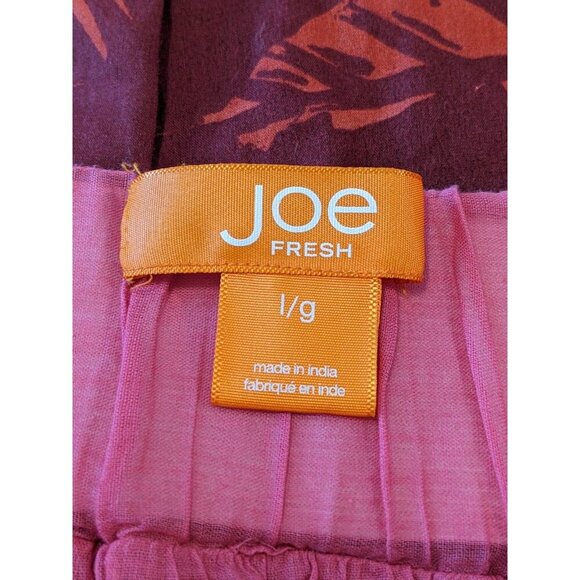 Joe
FRESH
l/g
made in india
fabriqué en inde